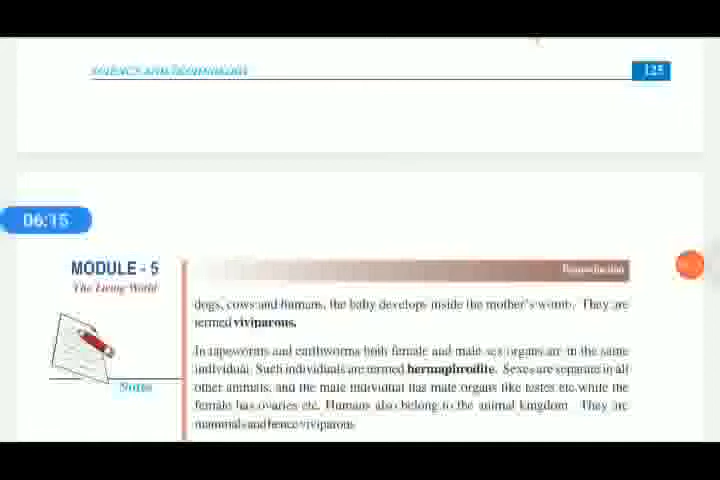 SCIENCE AND TECHNOLOGY
125
06:15
MODULE - 5
The Living World
Reproduction
Notes
dogs, cows and humans, the baby develops inside the mother's womb. They are
termed viviparous.
In tapeworms and earthworms both female and male sex organs are in the same
individual. Such individuals are termed hermaphrodite. Sexes are separate in all
other animals, and the male individual has male organs like testes etc. while the
female has ovaries etc. Humans also belong to the animal kingdom. They are
mammals and hence viviparous